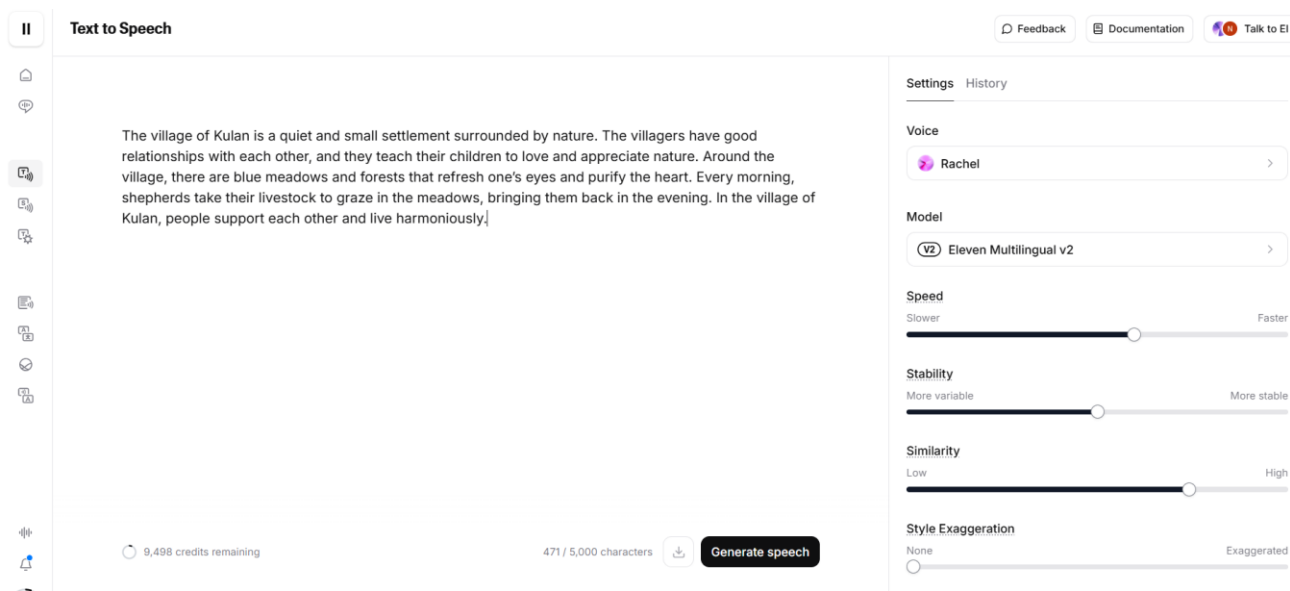 Text to Speech
Feedback
Documentation
Talk to El
The village of Kulan is a quiet and small settlement surrounded by nature. The villagers have good
relationships with each other, and they teach their children to love and appreciate nature. Around the
village, there are blue meadows and forests that refresh one's eyes and purify the heart. Every morning,
shepherds take their livestock to graze in the meadows, bringing them back in the evening. In the village of
Kulan, people support each other and live harmoniously.
9,498 credits remaining
471 / 5,000 characters
Generate speech
Settings History
Voice
Rachel
Model
V2 Eleven Multilingual v2
Speed
Slower Faster
Stability
More variable More stable
Similarity
Low High
Style Exaggeration
None Exaggerated